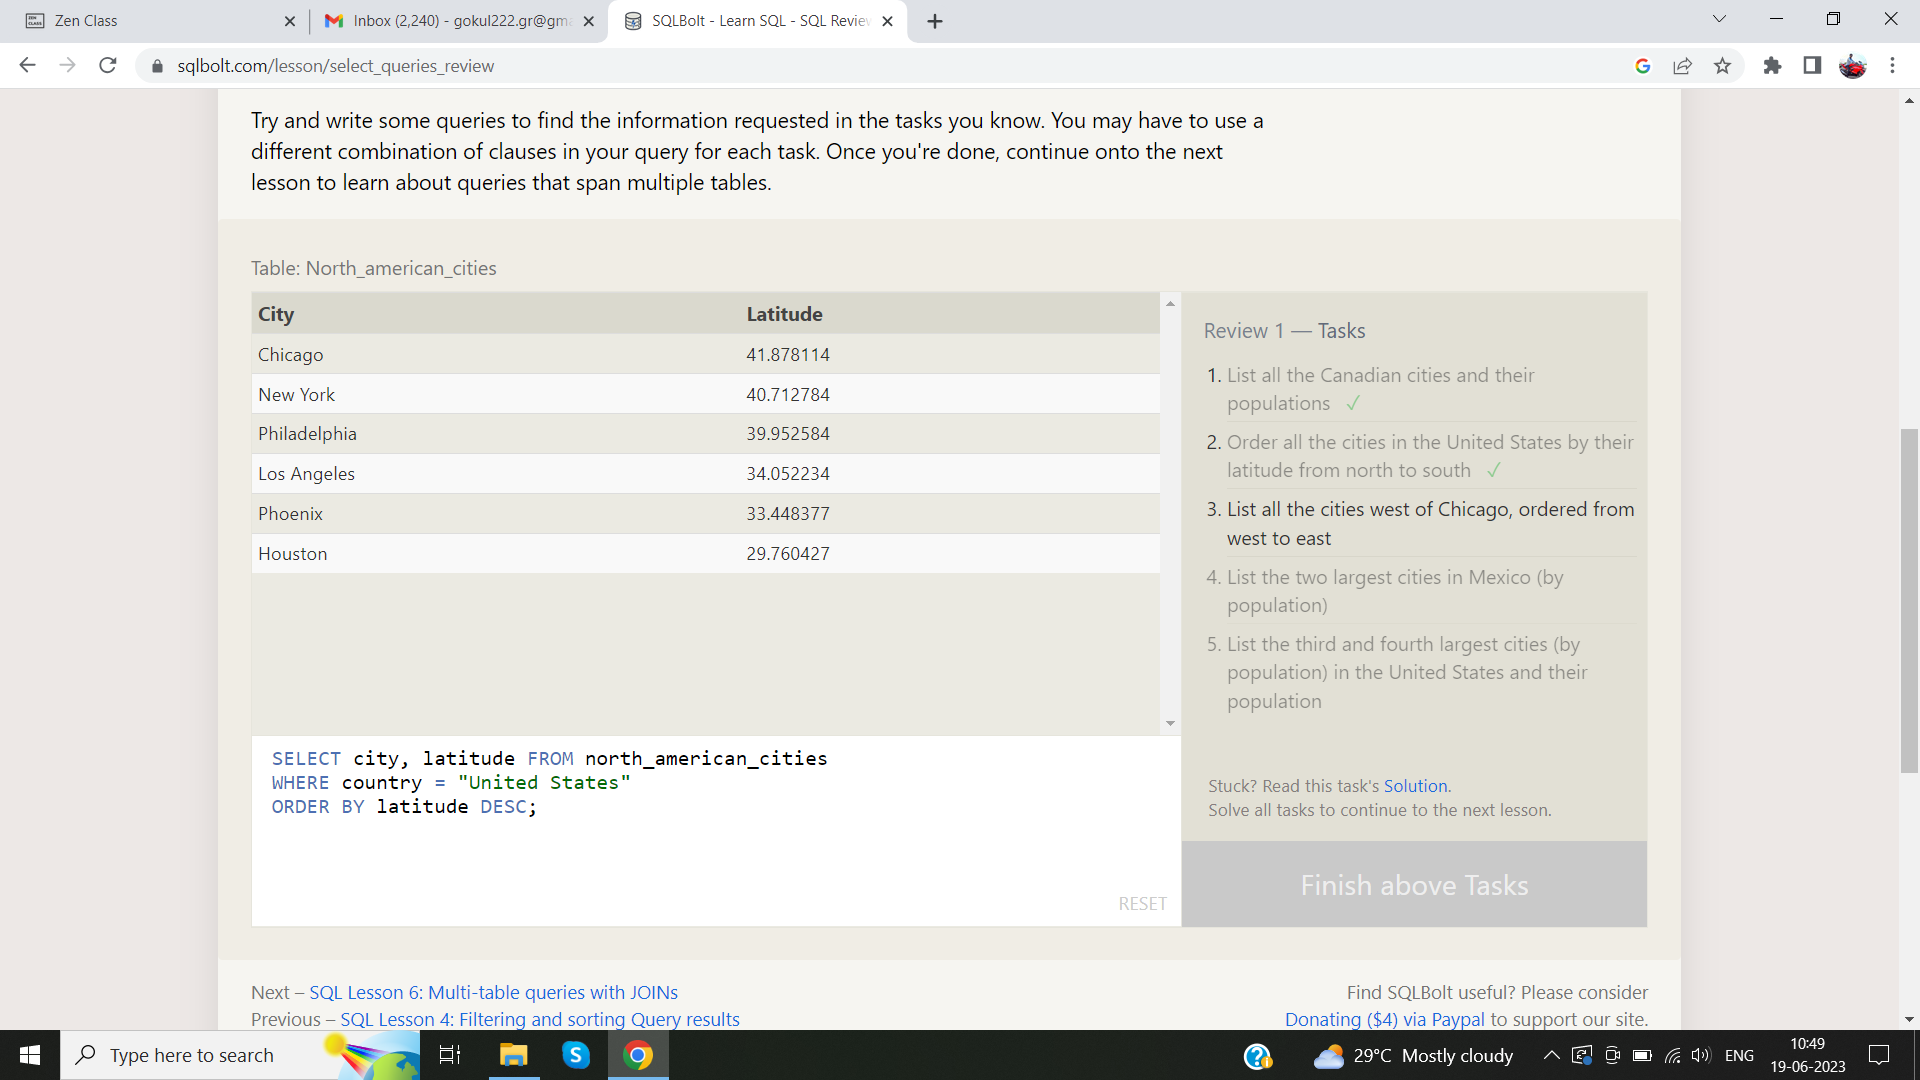 Zen Class
Inbox (2,240) - gokul222.gr@gm
SQLBolt - Learn SQL - SQL Review
sqlbolt.com/lesson/select_queries_review
Try and write some queries to find the information requested in the tasks you know. You may have to use a
different combination of clauses in your query for each task. Once you're done, continue onto the next
lesson to learn about queries that span multiple tables.
Table: North_american_cities
City Latitude
Chicago 41.878114
New York 40.712784
Philadelphia 39.952584
Los Angeles 34.052234
Phoenix 33.448377
Houston 29.760427
Review 1 — Tasks
1. List all the Canadian cities and their
populations ✓
2. Order all the cities in the United States by their
latitude from north to south ✓
3. List all the cities west of Chicago, ordered from
west to east
4. List the two largest cities in Mexico (by
population)
5. List the third and fourth largest cities (by
population) in the United States and their
population
SELECT city, latitude FROM north_american_cities
WHERE country = "United States"
ORDER BY latitude DESC;
RESET
Stuck? Read this task's Solution.
Solve all tasks to continue to the next lesson.
Finish above Tasks
Next – SQL Lesson 6: Multi-table queries with JOINs
Previous – SQL Lesson 4: Filtering and sorting Query results
Find SQLBolt useful? Please consider
Donating ($4) via Paypal to support our site.
Type here to search
29°C Mostly cloudy
ENG
10:49
19-06-2023